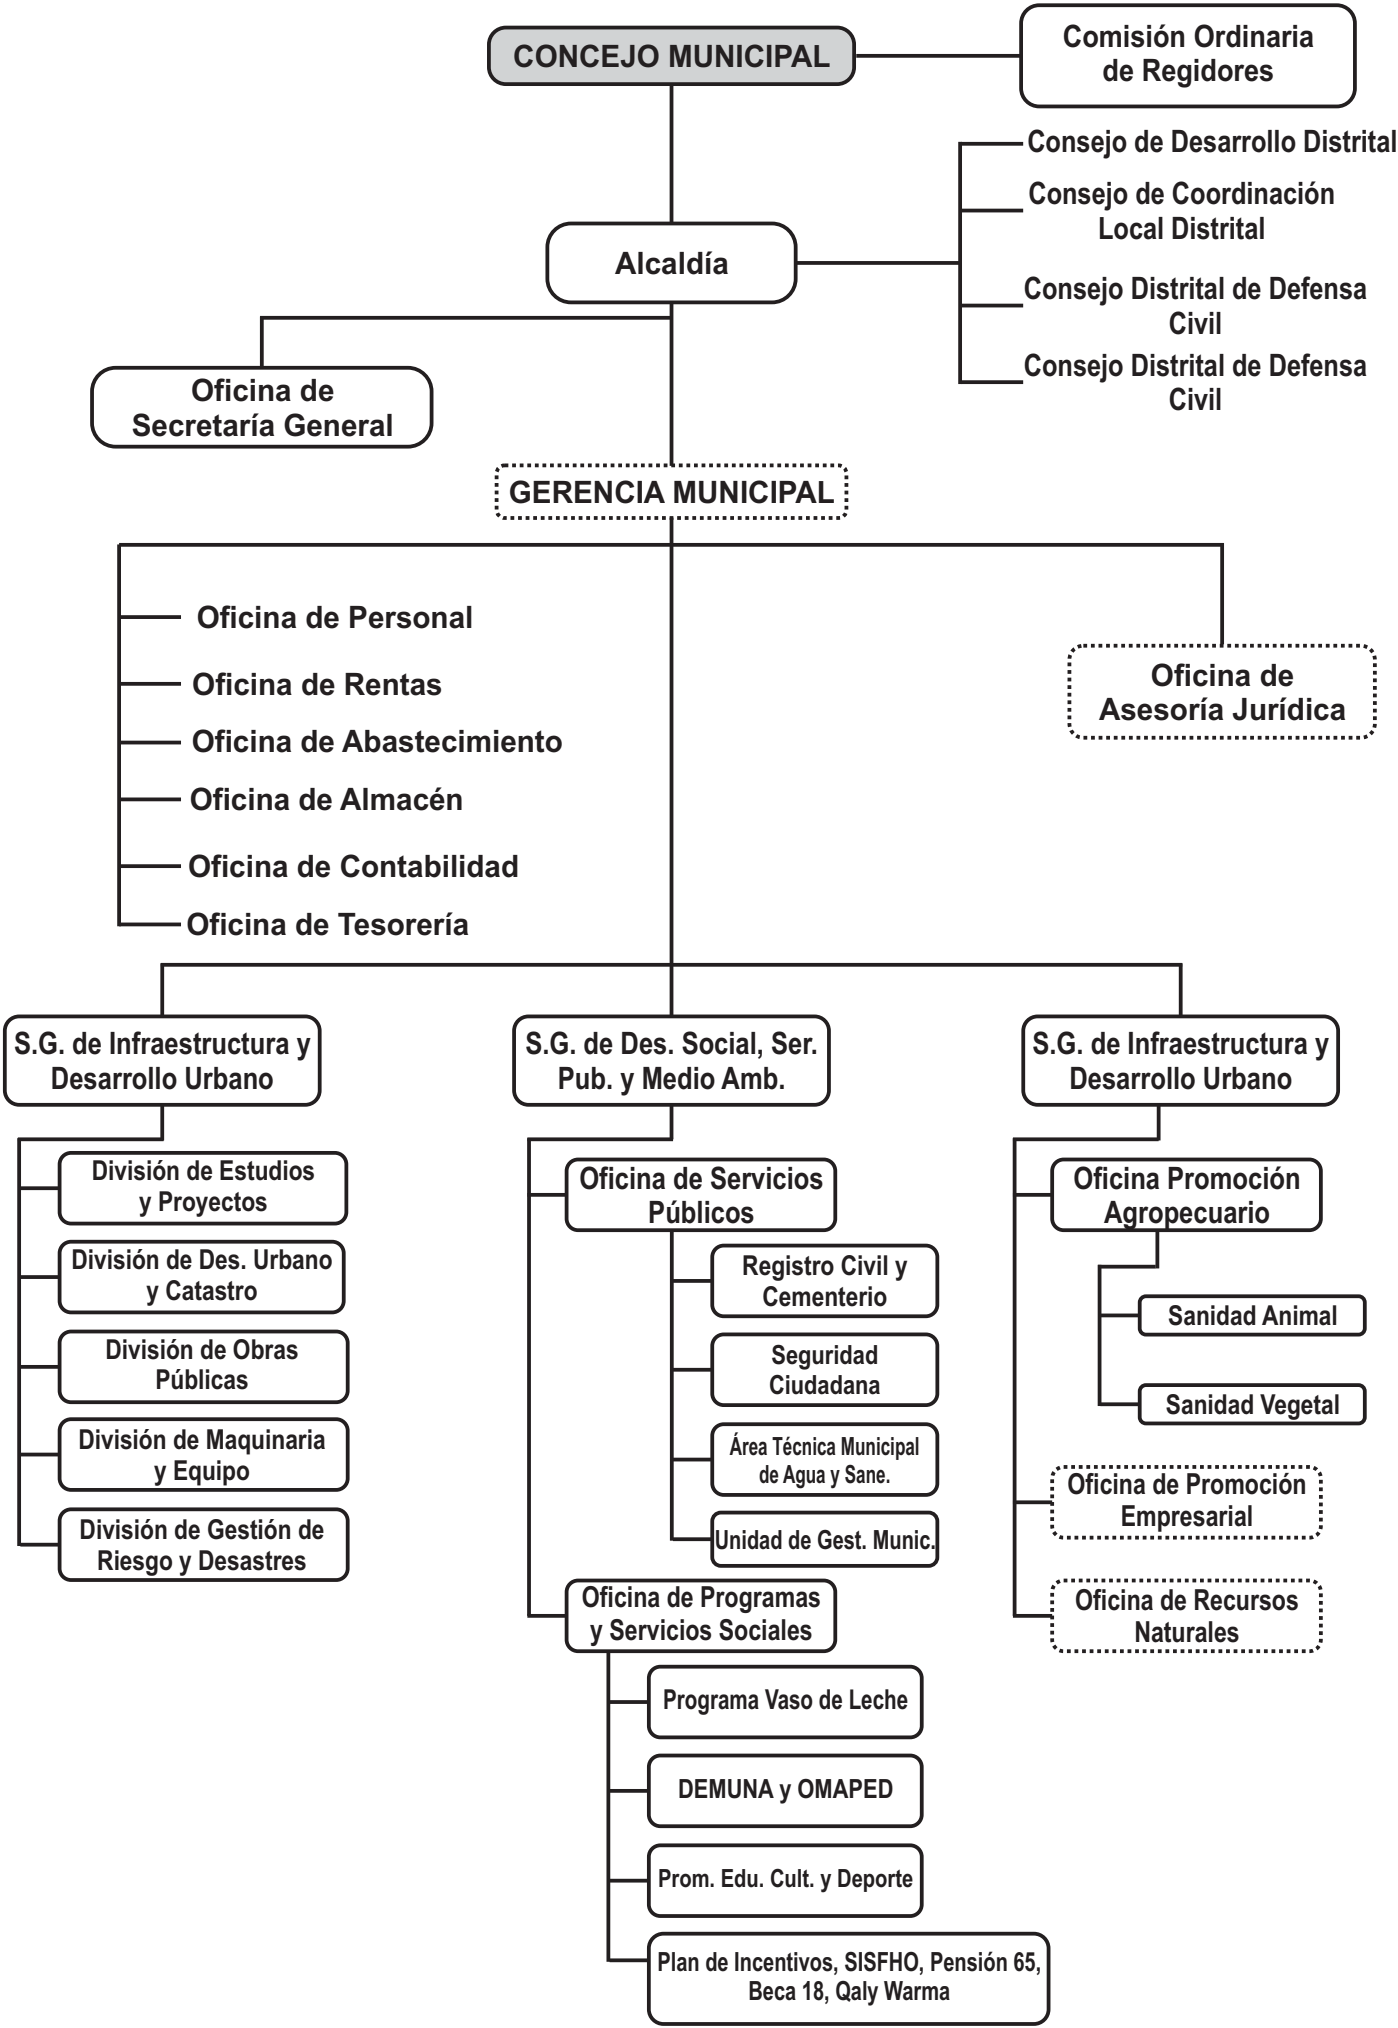 CONCEJO MUNICIPAL
Comisión Ordinaria
de Regidores
Consejo de Desarrollo Distrital
Consejo de Coordinación
Local Distrital
Alcaldía
Consejo Distrital de Defensa
Civil
Consejo Distrital de Defensa
Civil
Oficina de
Secretaría General
GERENCIA MUNICIPAL
Oficina de Personal
Oficina de Rentas
Oficina de Abastecimiento
Oficina de Almacén
Oficina de Contabilidad
Oficina de Tesorería
Oficina de
Asesoría Jurídica
S.G. de Infraestructura y
Desarrollo Urbano
División de Estudios
y Proyectos
División de Des. Urbano
y Catastro
División de Obras
Públicas
División de Maquinaria
y Equipo
División de Gestión de
Riesgo y Desastres
S.G. de Des. Social, Ser.
Pub. y Medio Amb.
Oficina de Servicios
Públicos
Registro Civil y
Cementerio
Seguridad
Ciudadana
Área Técnica Municipal
de Agua y Sane.
Unidad de Gest. Munic.
Oficina de Programas
y Servicios Sociales
Programa Vaso de Leche
DEMUNA y OMAPED
Prom. Edu. Cult. y Deporte
Plan de Incentivos, SISFHO, Pensión 65,
Beca 18, Qaly Warma
S.G. de Infraestructura y
Desarrollo Urbano
Oficina Promoción
Agropecuario
Sanidad Animal
Sanidad Vegetal
Oficina de Promoción
Empresarial
Oficina de Recursos
Naturales